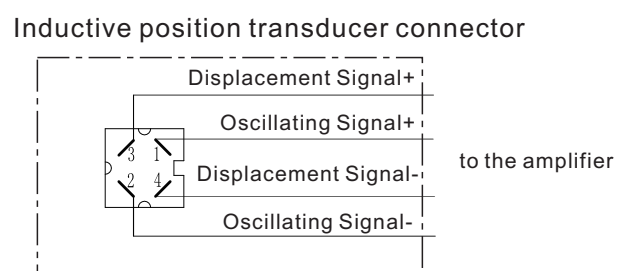 Inductive position transducer connector
Displacement Signal+
Oscillating Signal+
to the amplifier
3 1
Displacement Signal-
2 4
Oscillating Signal-